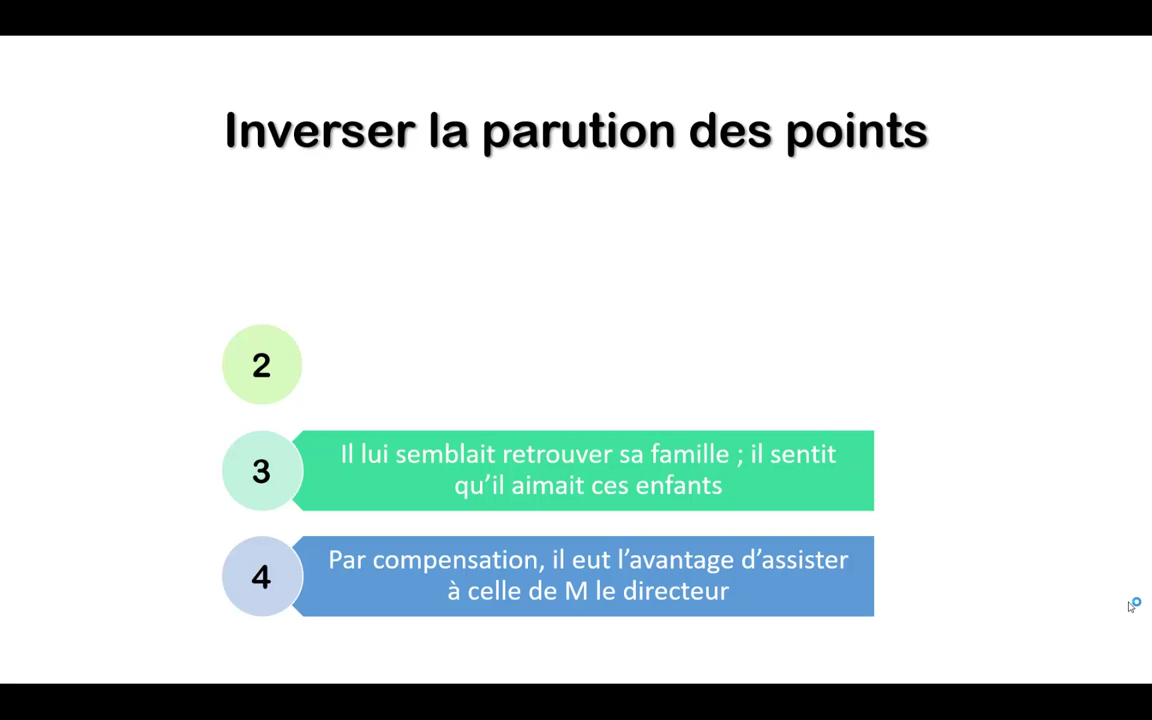 Inverser la parution des points
2
3
Il lui semblait retrouver sa famille ; il sentit
qu’il aimait ces enfants
4
Par compensation, il eut l’avantage d’assister
à celle de M le directeur